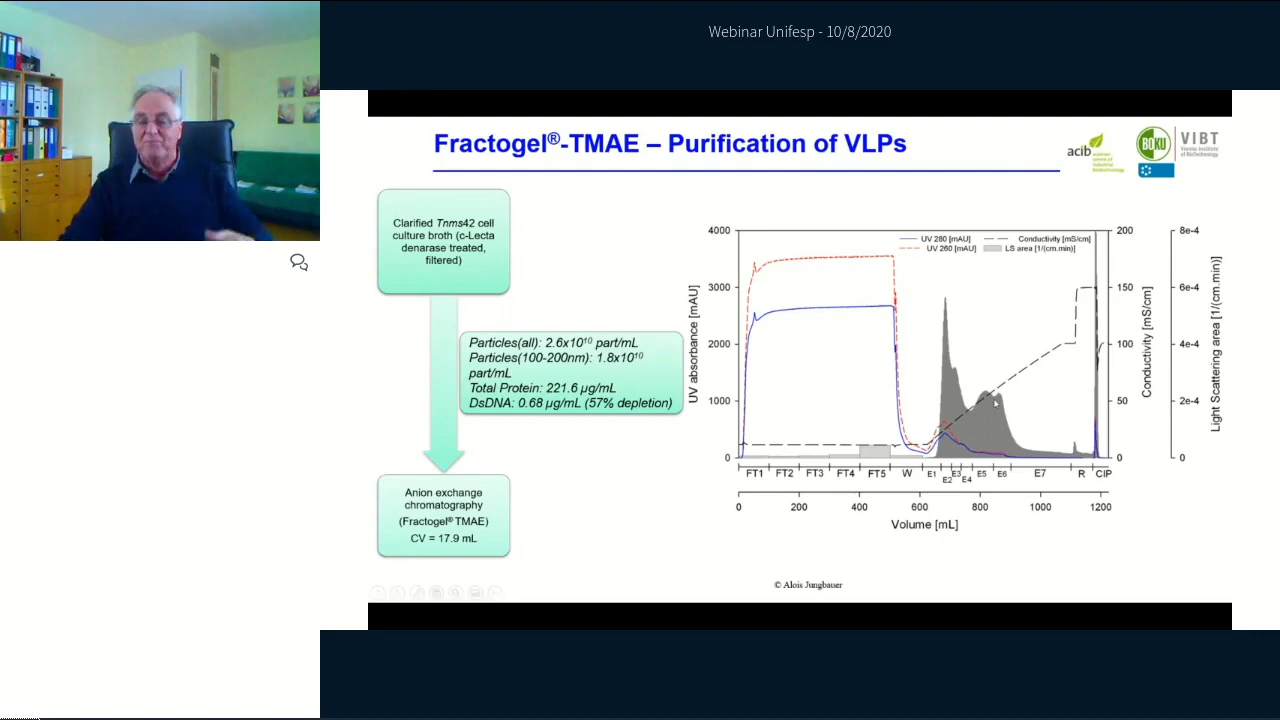 Webinar Unifesp - 10/8/2020
Fractogel®-TMAE – Purification of VLPs
acib
BOKU
VIBT
Clarified Tnms42 cell
culture broth (c-Lecta
denarase treated,
filtered)
Particles(all): 2.6x10¹⁰ part/mL
Particles(100-200nm): 1.8x10¹⁰
part/mL
Total Protein: 221.6 µg/mL
DsDNA: 0.68 µg/mL (57% depletion)
Anion exchange
chromatography
(Fractogel® TMAE)
CV = 17.9 mL
UV 280 [mAU]
UV 260 [mAU]
Conductivity [mS/cm]
LS area [1/(cm.min)]
UV absorbance [mAU]
4000
3000
2000
1000
0
Conductivity [mS/cm]
200
150
100
50
0
Light Scattering area [1/(cm.min)]
8e-4
6e-4
4e-4
2e-4
0
FT1 FT2 FT3 FT4 FT5 W E1 E2 E3 E4 E5 E6 E7 R CIP
0 200 400 600 800 1000 1200
Volume [mL]
© Alois Jungbauer